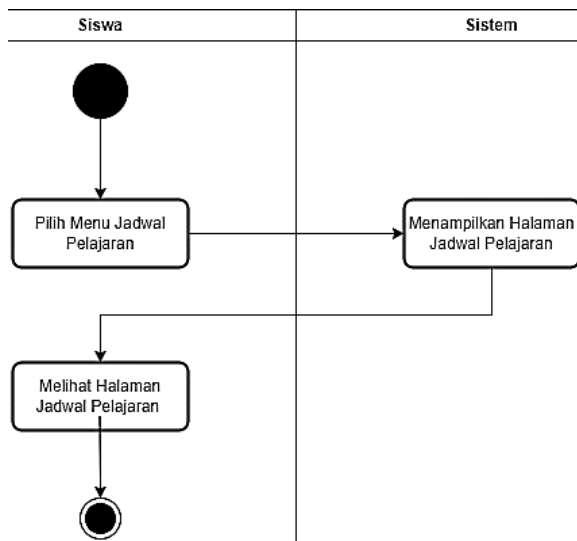 Siswa
Sistem
Pilih Menu Jadwal
Pelajaran
Menampilkan Halaman
Jadwal Pelajaran
Melihat Halaman
Jadwal Pelajaran